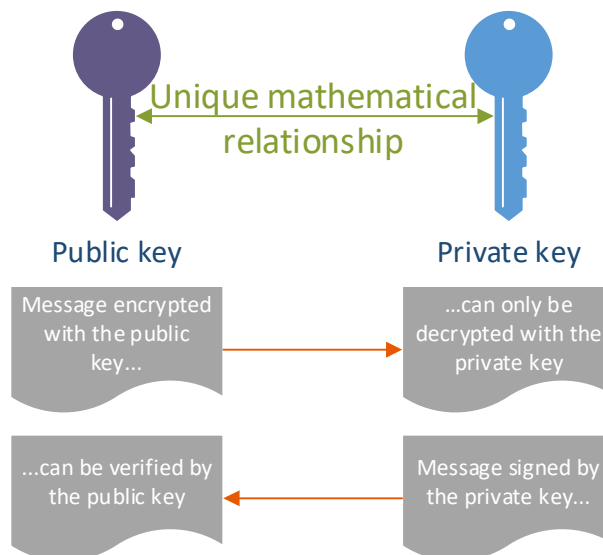 Unique mathematical
relationship
Public key
Private key
Message encrypted
with the public
key...
...can only be
decrypted with the
private key
...can be verified by
the public key
Message signed by
the private key...